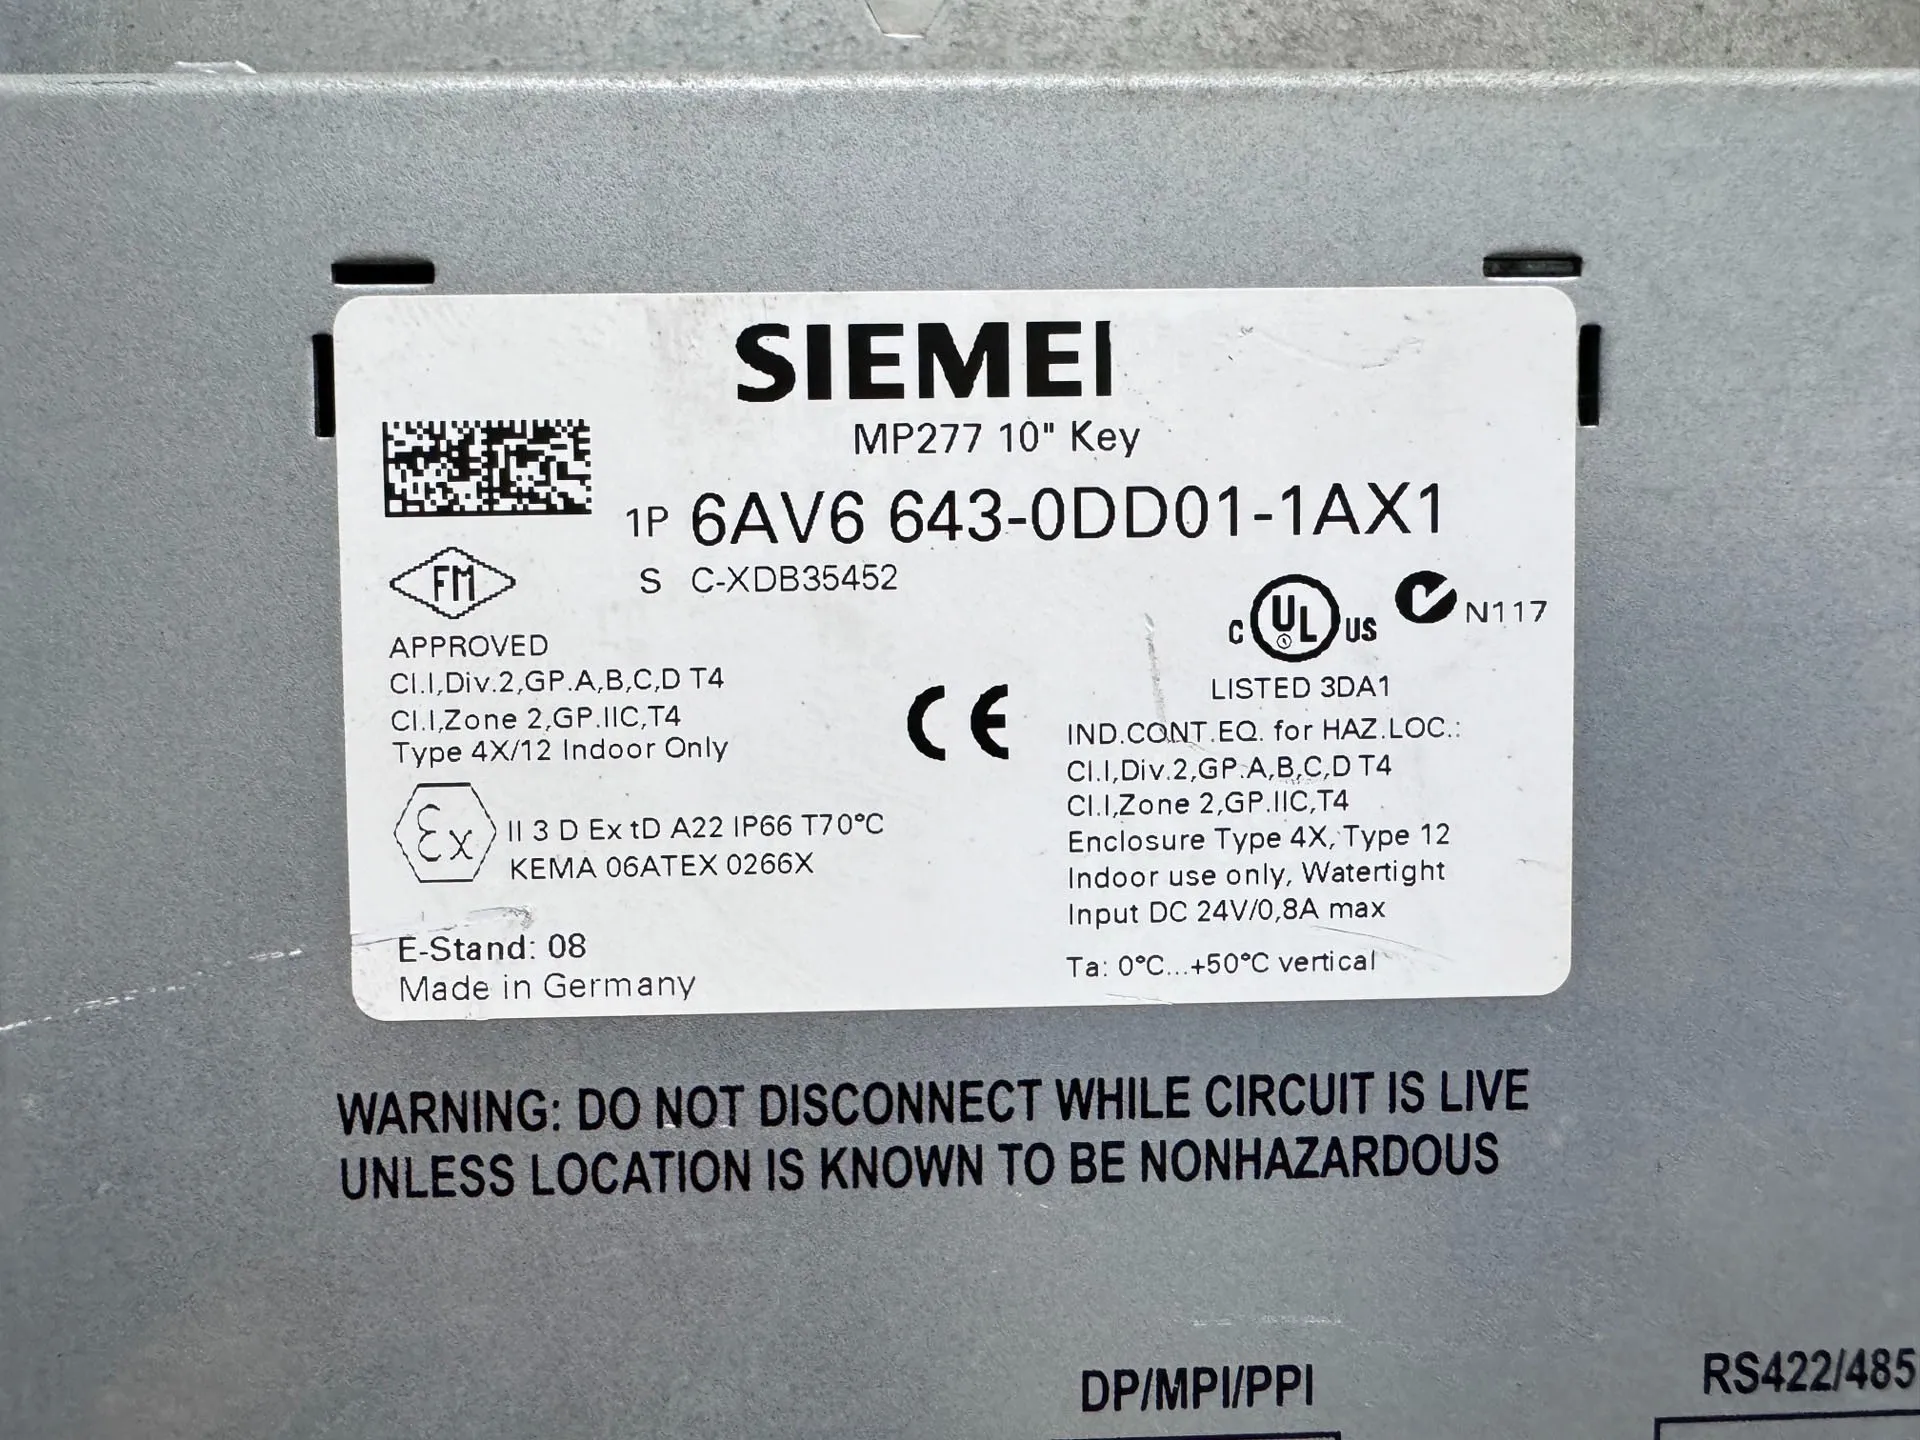 SIEMEI
MP277 10" Key
1P 6AV6 643-0DD01-1AX1
S C-XDB35452
FM
APPROVED
Cl.I,Div.2,GP.A,B,C,D T4
Cl.I,Zone 2,GP.IIC,T4
Type 4X/12 Indoor Only
CE
C UL US
N117
LISTED 3DA1
IND.CONT.EQ. for HAZ.LOC.:
Cl.I,Div.2,GP.A,B,C,D T4
Cl.I,Zone 2,GP.IIC,T4
Enclosure Type 4X, Type 12
Indoor use only, Watertight
Input DC 24V/0,8A max
Ta: 0°C...+50°C vertical
Ex II 3 D Ex tD A22 IP66 T70°C
KEMA 06ATEX 0266X
E-Stand: 08
Made in Germany
WARNING: DO NOT DISCONNECT WHILE CIRCUIT IS LIVE
UNLESS LOCATION IS KNOWN TO BE NONHAZARDOUS
DP/MPI/PPI
RS422/485